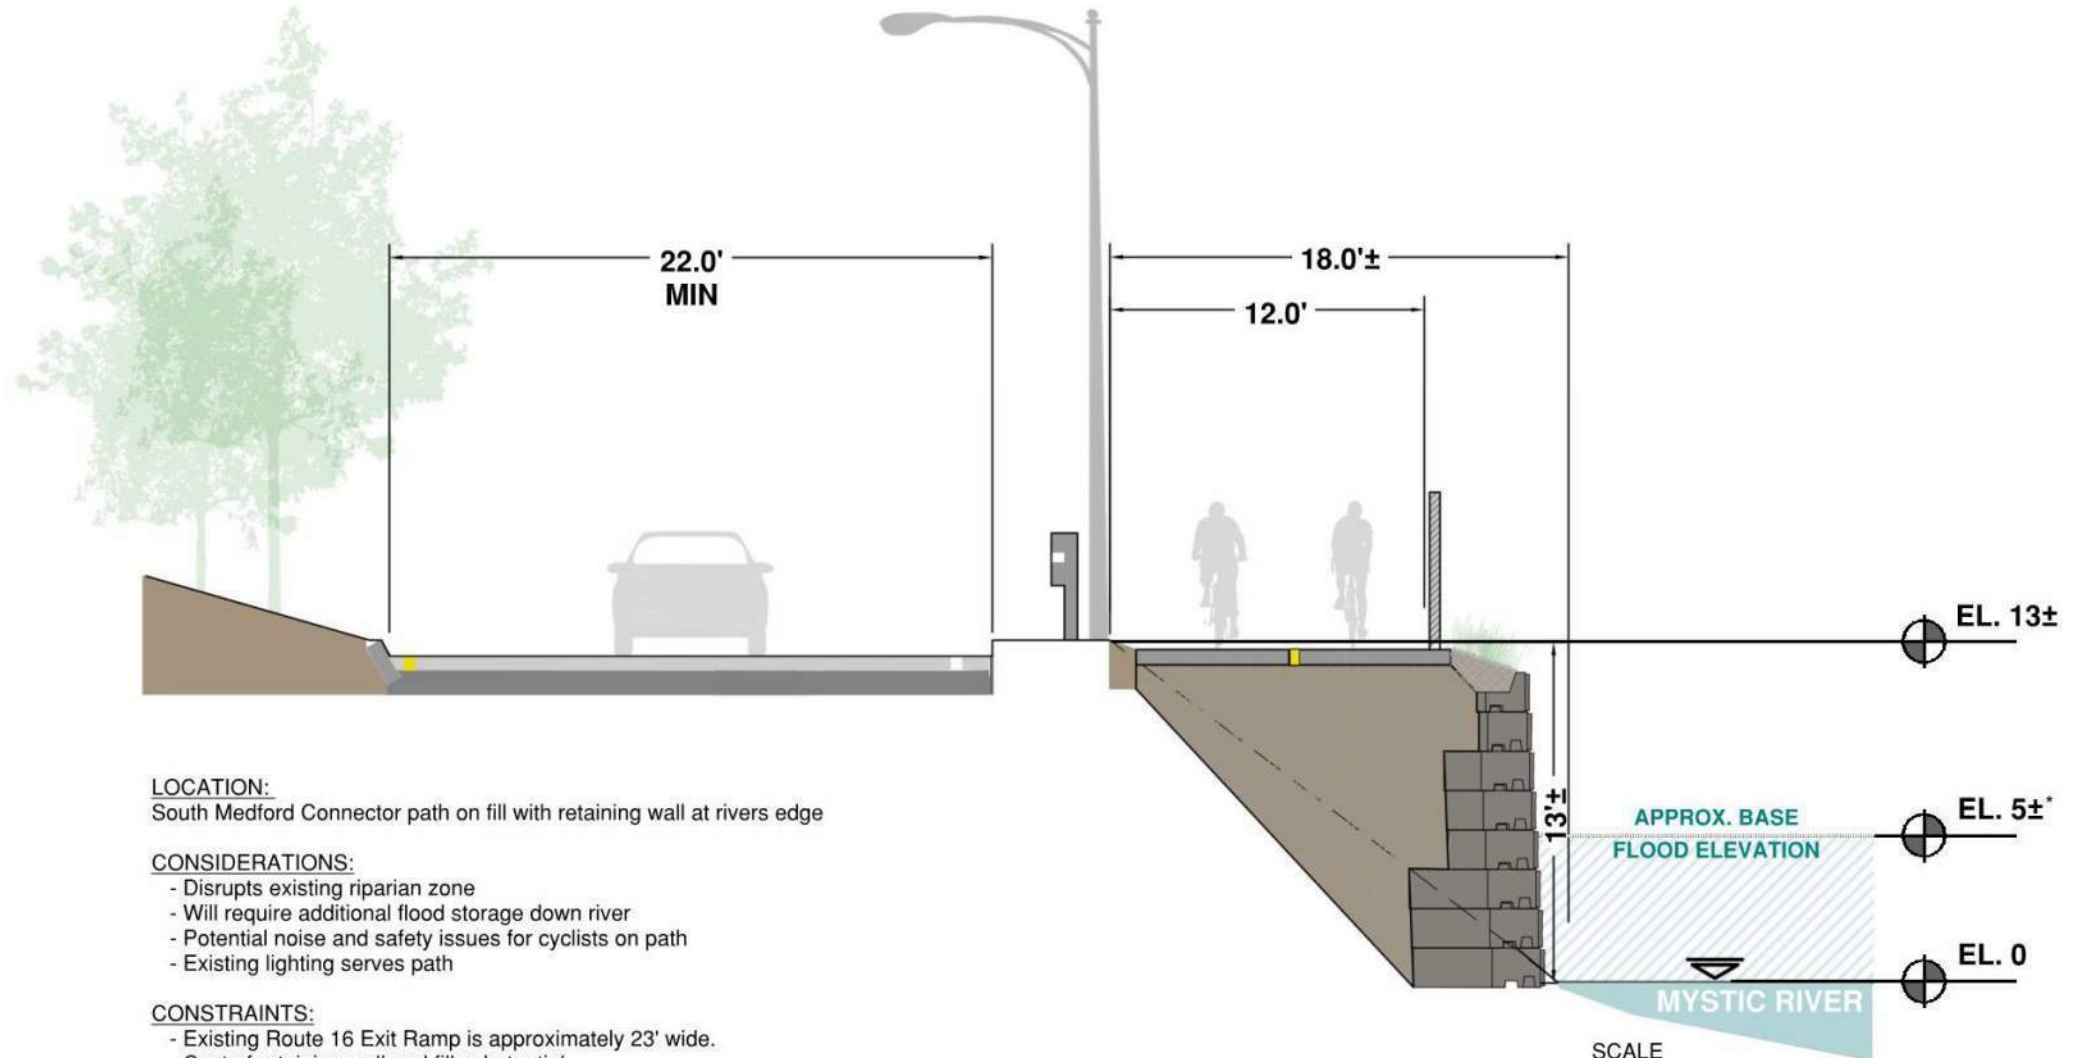 22.0'
MIN
18.0'±
12.0'
EL. 13±
13'±
APPROX. BASE
FLOOD ELEVATION
EL. 5±*
EL. 0
MYSTIC RIVER
SCALE
LOCATION:
South Medford Connector path on fill with retaining wall at rivers edge
CONSIDERATIONS:
- Disrupts existing riparian zone
- Will require additional flood storage down river
- Potential noise and safety issues for cyclists on path
- Existing lighting serves path
CONSTRAINTS:
- Existing Route 16 Exit Ramp is approximately 23' wide.